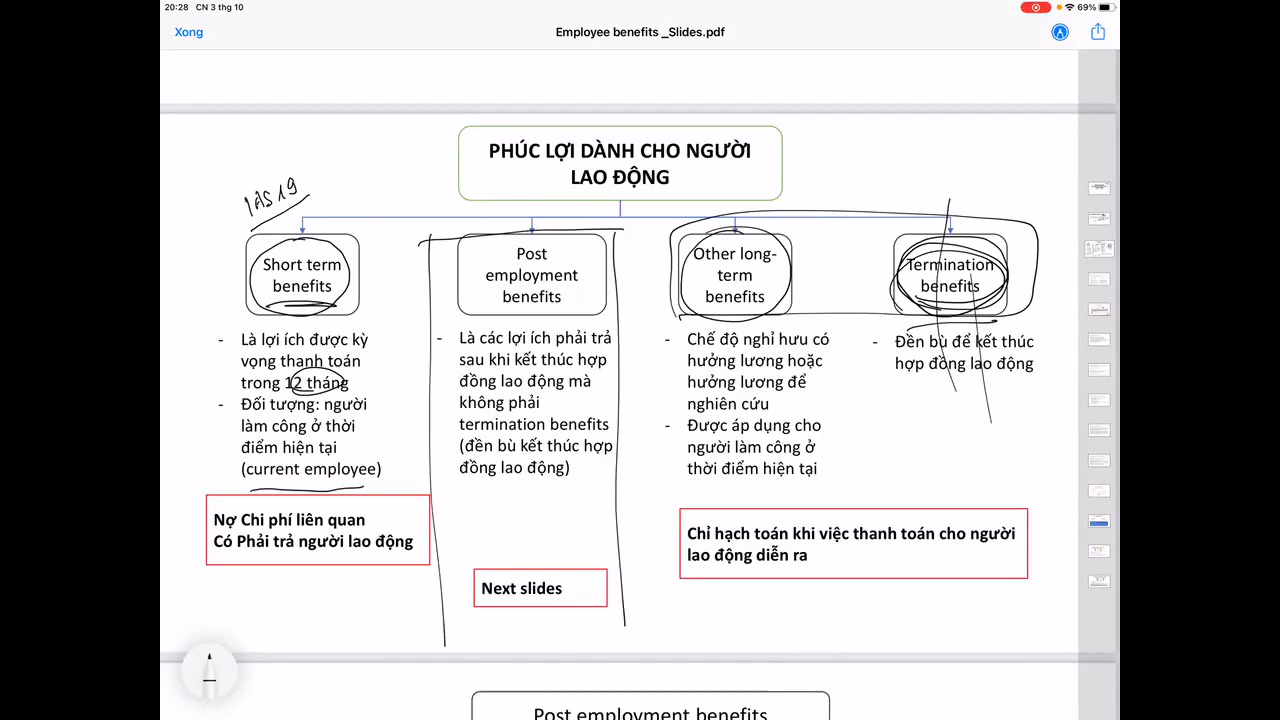 20:28 CN 3 thg 10
69%
Xong
Employee benefits _Slides.pdf
PHÚC LỢI DÀNH CHO NGƯỜI
LAO ĐỘNG
IAS 19
Short term
benefits
- Là lợi ích được kỳ
vọng thanh toán
trong 12 tháng
- Đối tượng: người
làm công ở thời
điểm hiện tại
(current employee)
Nợ Chi phí liên quan
Có Phải trả người lao động
Post
employment
benefits
- Là các lợi ích phải trả
sau khi kết thúc hợp
đồng lao động mà
không phải
termination benefits
(đền bù kết thúc hợp
đồng lao động)
Next slides
Other long-
term
benefits
- Chế độ nghỉ hưu có
hưởng lương hoặc
hưởng lương để
nghiên cứu
- Được áp dụng cho
người làm công ở
thời điểm hiện tại
Termination
benefits
- Đền bù để kết thúc
hợp đồng lao động
Chỉ hạch toán khi việc thanh toán cho người
lao động diễn ra
Post employment benefits